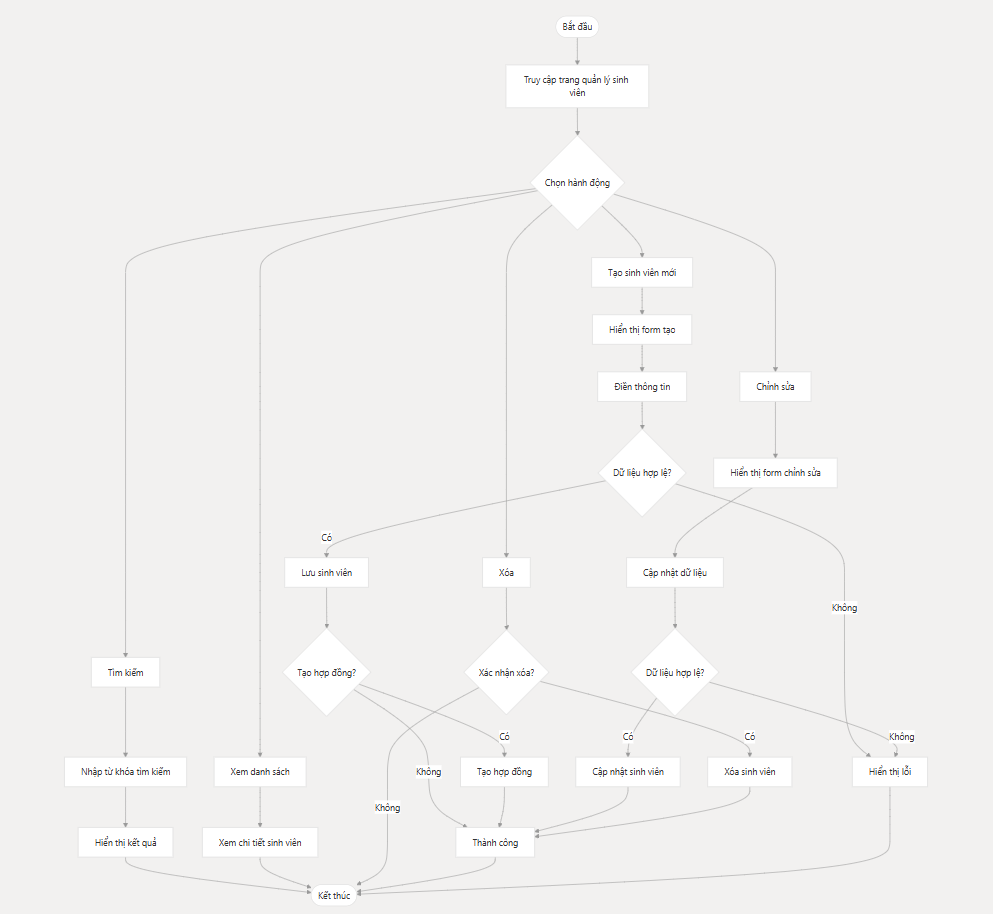 Bắt đầu
Truy cập trang quản lý sinh
viên
Chọn hành động
Tạo sinh viên mới
Hiển thị form tạo
Điền thông tin
Chỉnh sửa
Dữ liệu hợp lệ?
Hiển thị form chỉnh sửa
Có
Lưu sinh viên
Xóa
Cập nhật dữ liệu
Không
Tìm kiếm
Tạo hợp đồng?
Xác nhận xóa?
Dữ liệu hợp lệ?
Có
Có
Có
Không
Nhập từ khóa tìm kiếm
Xem danh sách
Không
Tạo hợp đồng
Cập nhật sinh viên
Xóa sinh viên
Hiển thị lỗi
Không
Hiển thị kết quả
Xem chi tiết sinh viên
Thành công
Kết thúc